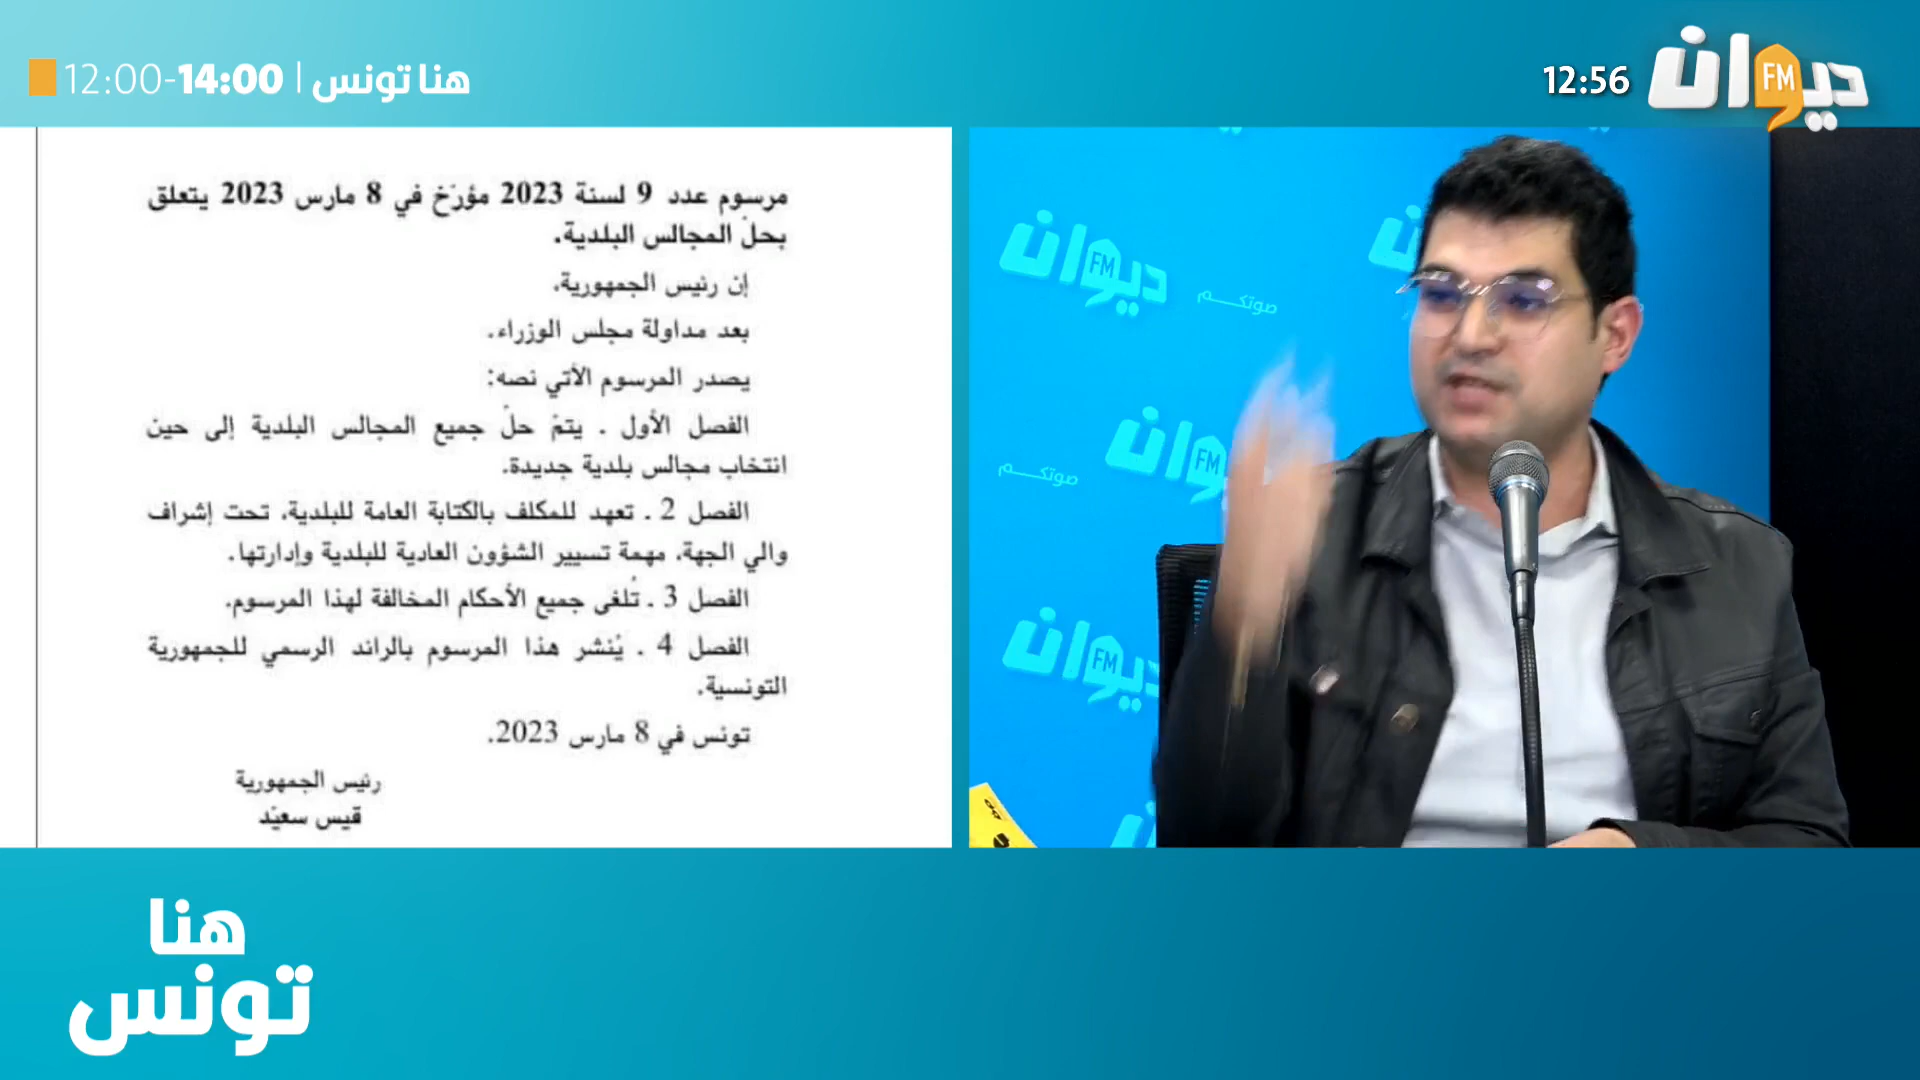 هنا تونس | 12:00-14:00
12:56
ديوان FM
مرسوم عدد 9 لسنة 2023 مؤرّخ في 8 مارس 2023 يتعلق
بحلّ المجالس البلدية.
إن رئيس الجمهورية،
بعد مداولة مجلس الوزراء.
يصدر المرسوم الآتي نصه:
الفصل الأول . يتمّ حلّ جميع المجالس البلدية إلى حين
انتخاب مجالس بلدية جديدة.
الفصل 2 . تعهد للمكلف بالكتابة العامة للبلدية، تحت إشراف
والي الجهة، مهمة تسيير الشؤون العادية للبلدية وإدارتها.
الفصل 3 . تُلغى جميع الأحكام المخالفة لهذا المرسوم.
الفصل 4 . يُنشر هذا المرسوم بالرائد الرسمي للجمهورية
التونسية.
تونس في 8 مارس 2023.
رئيس الجمهورية
قيس سعيّد
ديوان FM
صوتكم
ديوان FM
صوتكم
ديوان FM
هنا
تونس